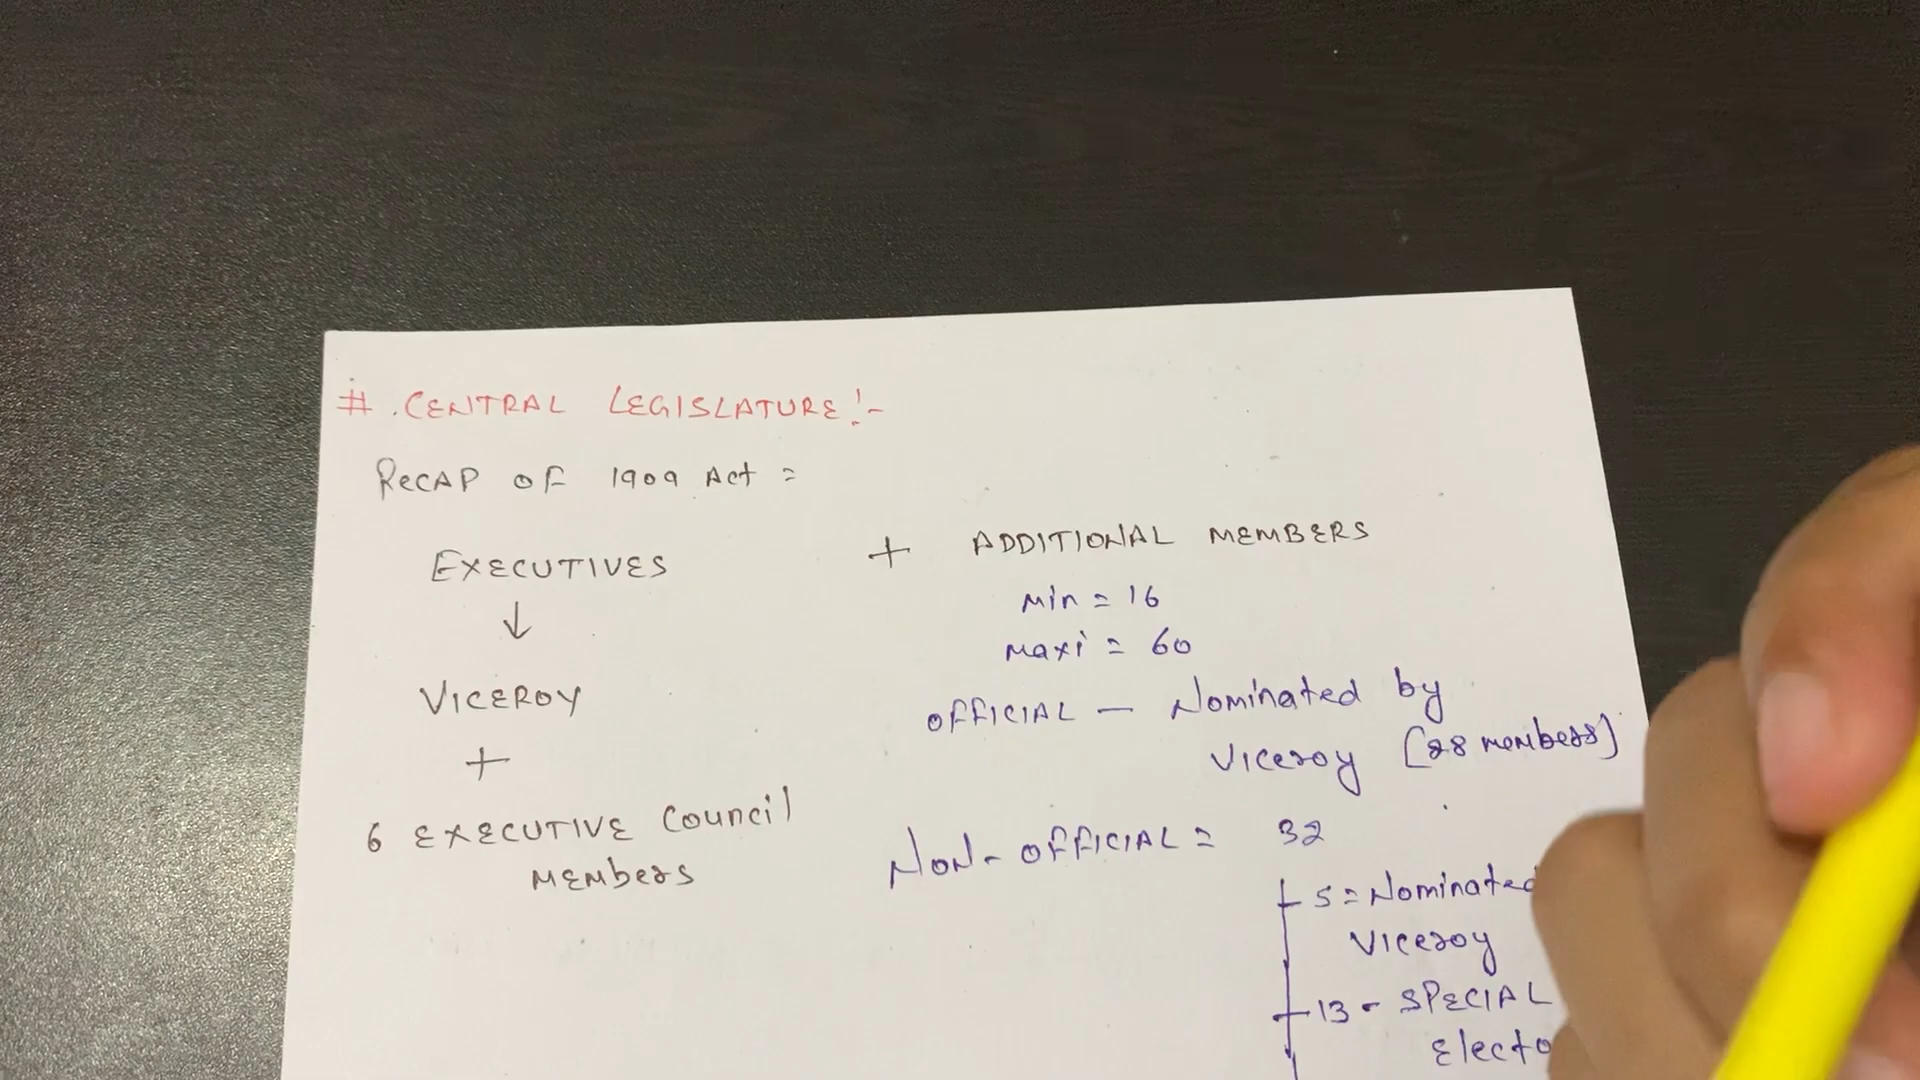 # . CENTRAL LEGISLATURE :-
RECAP OF 1909 Act =
EXECUTIVES
↓
VICEROY
+
6 EXECUTIVE Council
MEMbers
+ ADDITIONAL MEMBERS
Min = 16
Maxi = 60
OFFICIAL — Nominated by
Viceroy [28 members]
NON-OFFICIAL = 32
5 = Nominated
Viceroy
13 - SPECIAL